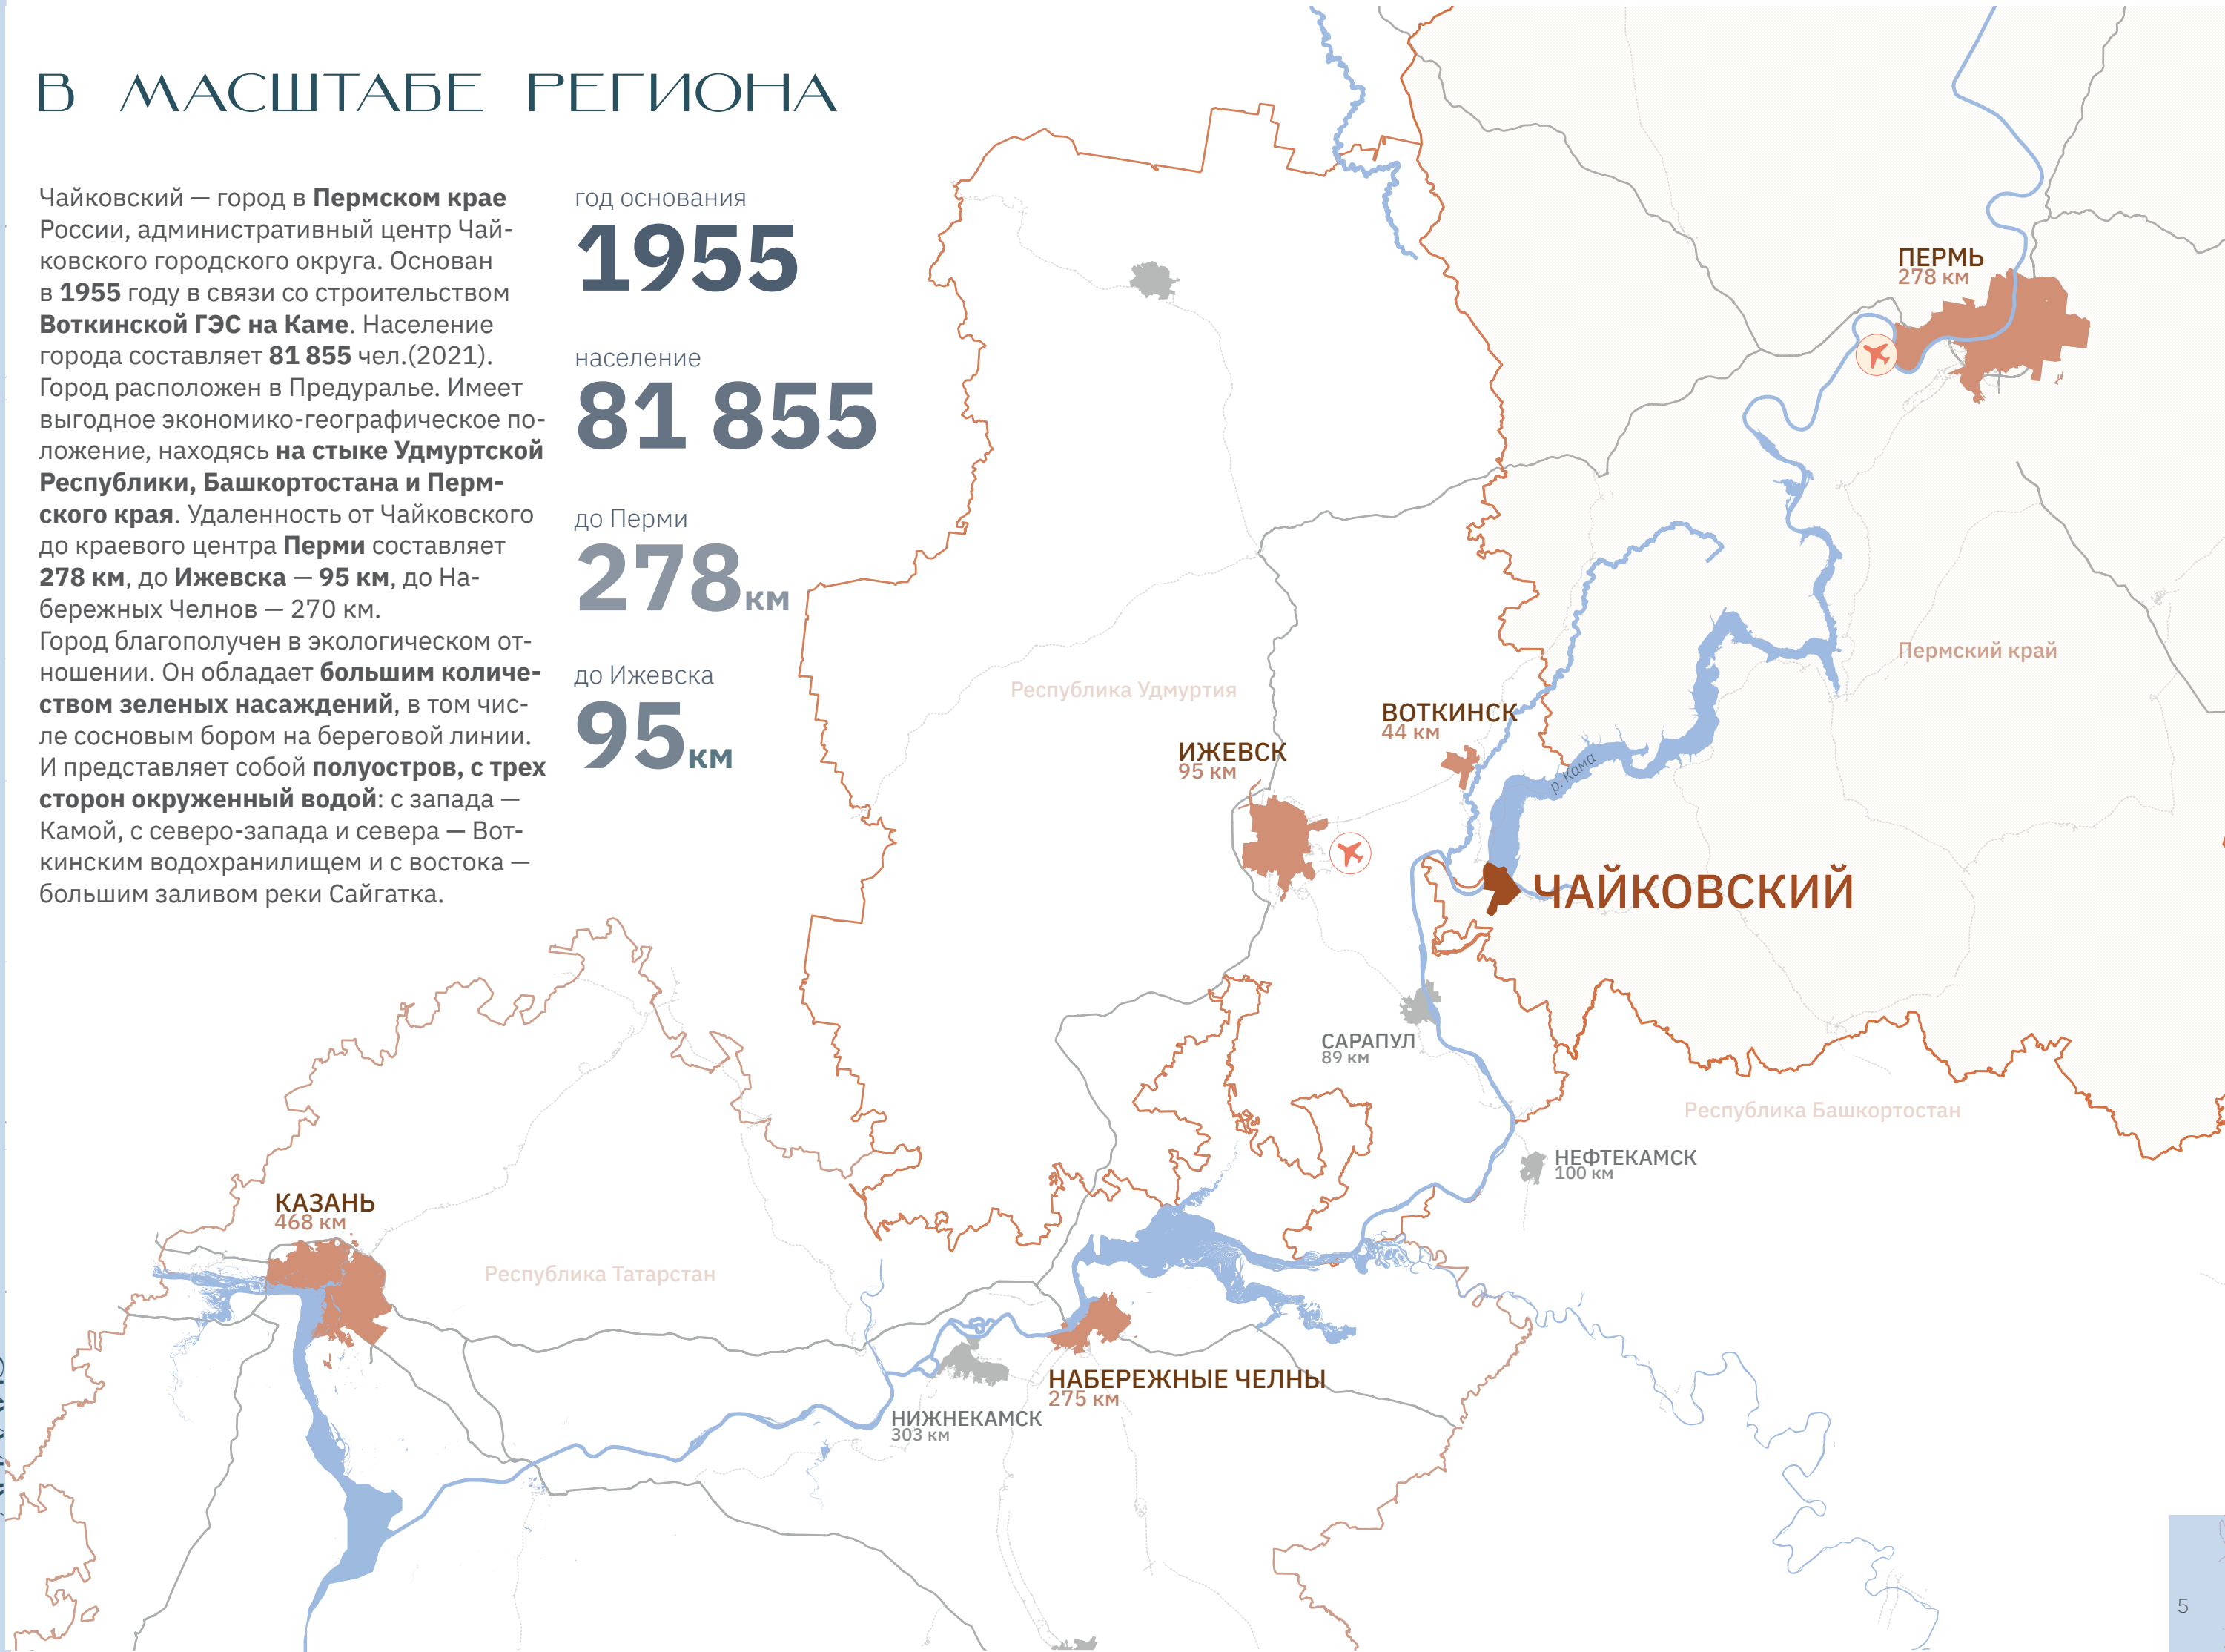 В МАСШТАБЕ РЕГИОНА
Чайковский — город в Пермском крае
России, административный центр Чай-
ковского городского округа. Основан
в 1955 году в связи со строительством
Воткинской ГЭС на Каме. Население
города составляет 81 855 чел.(2021).
Город расположен в Предуралье. Имеет
выгодное экономико-географическое по-
ложение, находясь на стыке Удмуртской
Республики, Башкортостана и Перм-
ского края. Удаленность от Чайковского
до краевого центра Перми составляет
278 км, до Ижевска — 95 км, до На-
бережных Челнов — 270 км.
Город благополучен в экологическом от-
ношении. Он обладает большим количе-
ством зеленых насаждений, в том чис-
ле сосновым бором на береговой линии.
И представляет собой полуостров, с трех
сторон окруженный водой: с запада —
Камой, с северо-запада и севера — Вот-
кинским водохранилищем и с востока —
большим заливом реки Сайгатка.
год основания
1955
население
81 855
до Перми
278км
до Ижевска
95км
ПЕРМЬ
278 км
Пермский край
Республика Удмуртия
ВОТКИНСК
44 км
ИЖЕВСК
95 км
р. Кама
ЧАЙКОВСКИЙ
САРАПУЛ
89 км
Республика Башкортостан
НЕФТЕКАМСК
100 км
КАЗАНЬ
468 км
Республика Татарстан
НАБЕРЕЖНЫЕ ЧЕЛНЫ
275 км
НИЖНЕКАМСК
303 км
5